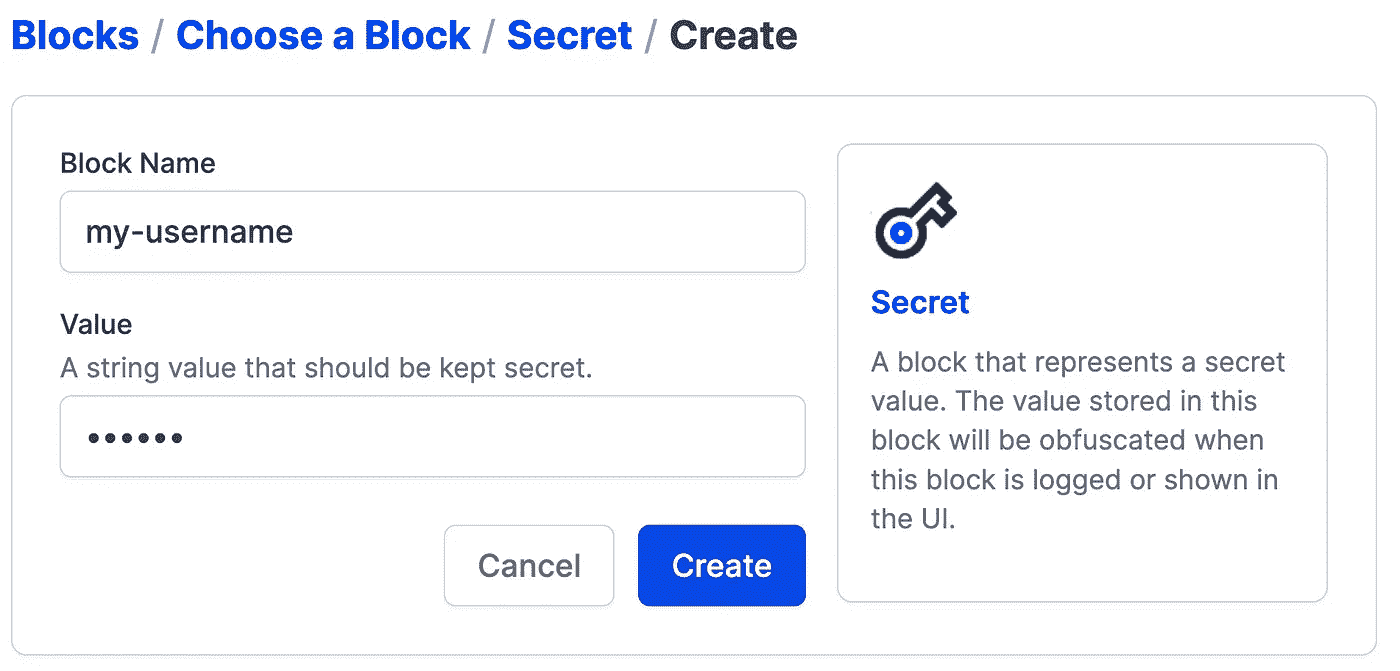 Blocks / Choose a Block / Secret / Create
Block Name
my-username
Value
A string value that should be kept secret.
••••••
Cancel
Create
Secret
A block that represents a secret
value. The value stored in this
block will be obfuscated when
this block is logged or shown in
the UI.